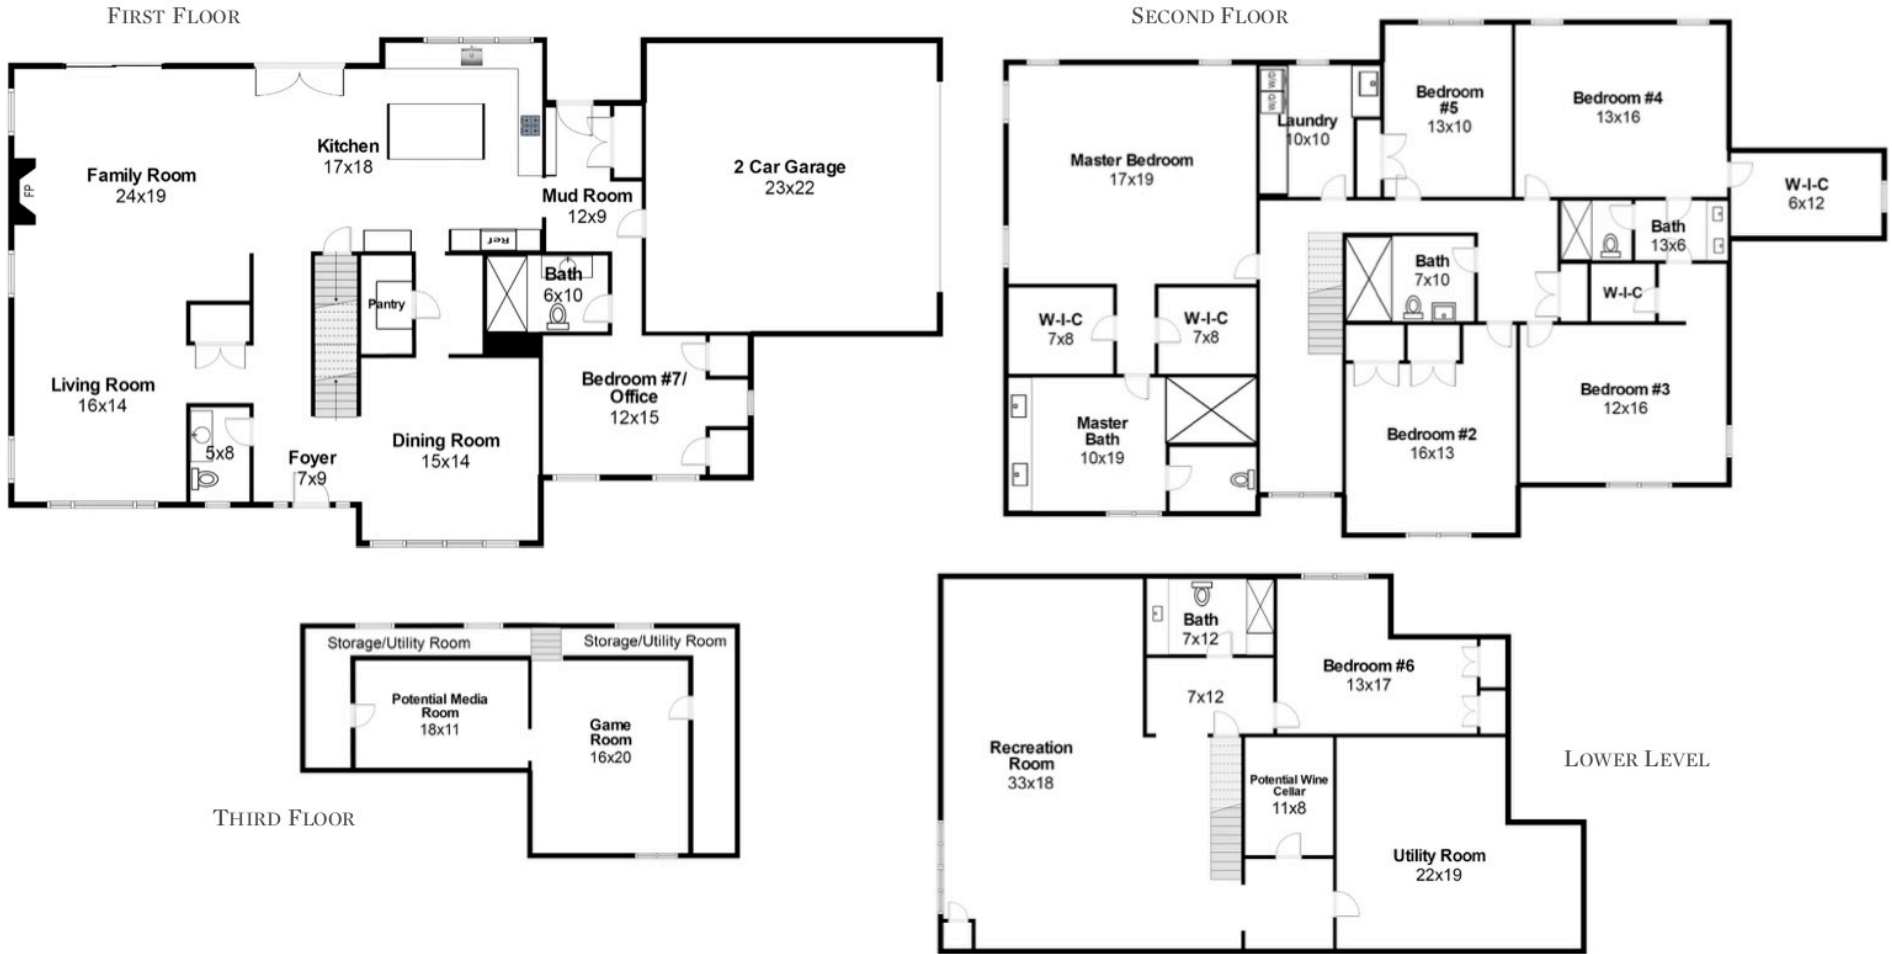 FIRST FLOOR
Family Room
24x19
FP
Kitchen
17x18
Mud Room
12x9
2 Car Garage
23x22
Ref
Pantry
Bath
6x10
Living Room
16x14
5x8
Foyer
7x9
Dining Room
15x14
Bedroom #7/
Office
12x15
SECOND FLOOR
Master Bedroom
17x19
W/D
W/D
Laundry
10x10
Bedroom
#5
13x10
Bedroom #4
13x16
W-I-C
6x12
Bath
13x6
Bath
7x10
W-I-C
W-I-C
7x8
W-I-C
7x8
Master
Bath
10x19
Bedroom #2
16x13
Bedroom #3
12x16
Storage/Utility Room
Storage/Utility Room
Potential Media
Room
18x11
Game
Room
16x20
THIRD FLOOR
Bath
7x12
7x12
Bedroom #6
13x17
Recreation
Room
33x18
Potential Wine
Cellar
11x8
Utility Room
22x19
LOWER LEVEL